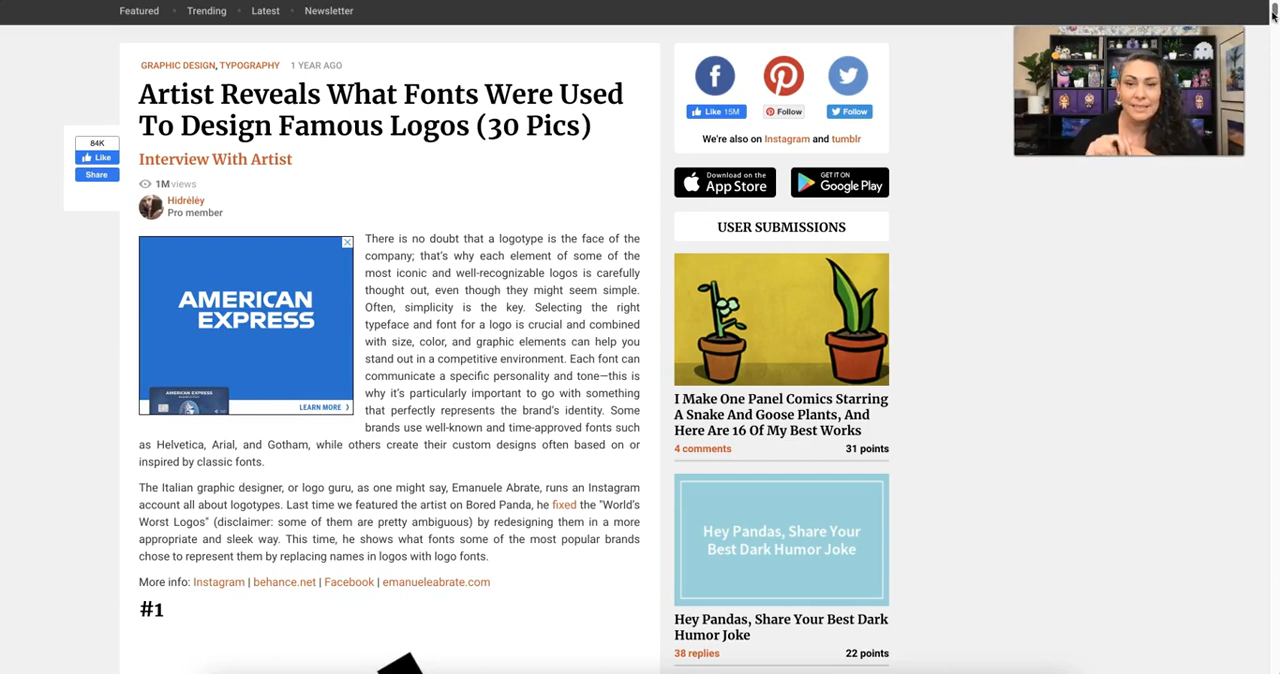 Featured • Trending • Latest • Newsletter
GRAPHIC DESIGN, TYPOGRAPHY 1 YEAR AGO
Artist Reveals What Fonts Were Used
To Design Famous Logos (30 Pics)
Interview With Artist
84K
Like
Share
1M views
Hidrėlėy
Pro member
AMERICAN
EXPRESS
AMERICAN EXPRESS
LEARN MORE
There is no doubt that a logotype is the face of the
company; that's why each element of some of the
most iconic and well-recognizable logos is carefully
thought out, even though they might seem simple.
Often, simplicity is the key. Selecting the right
typeface and font for a logo is crucial and combined
with size, color, and graphic elements can help you
stand out in a competitive environment. Each font can
communicate a specific personality and tone—this is
why it's particularly important to go with something
that perfectly represents the brand's identity. Some
brands use well-known and time-approved fonts such
as Helvetica, Arial, and Gotham, while others create their custom designs often based on or
inspired by classic fonts.
The Italian graphic designer, or logo guru, as one might say, Emanuele Abrate, runs an Instagram
account all about logotypes. Last time we featured the artist on Bored Panda, he fixed the "World's
Worst Logos" (disclaimer: some of them are pretty ambiguous) by redesigning them in a more
appropriate and sleek way. This time, he shows what fonts some of the most popular brands
chose to represent them by replacing names in logos with logo fonts.
More info: Instagram | behance.net | Facebook | emanueleabrate.com
#1
Like 15M Follow Follow
We're also on Instagram and tumblr
Download on the
App Store
GET IT ON
Google Play
USER SUBMISSIONS
I Make One Panel Comics Starring
A Snake And Goose Plants, And
Here Are 16 Of My Best Works
4 comments 31 points
Hey Pandas, Share Your
Best Dark Humor Joke
Hey Pandas, Share Your Best Dark
Humor Joke
38 replies 22 points